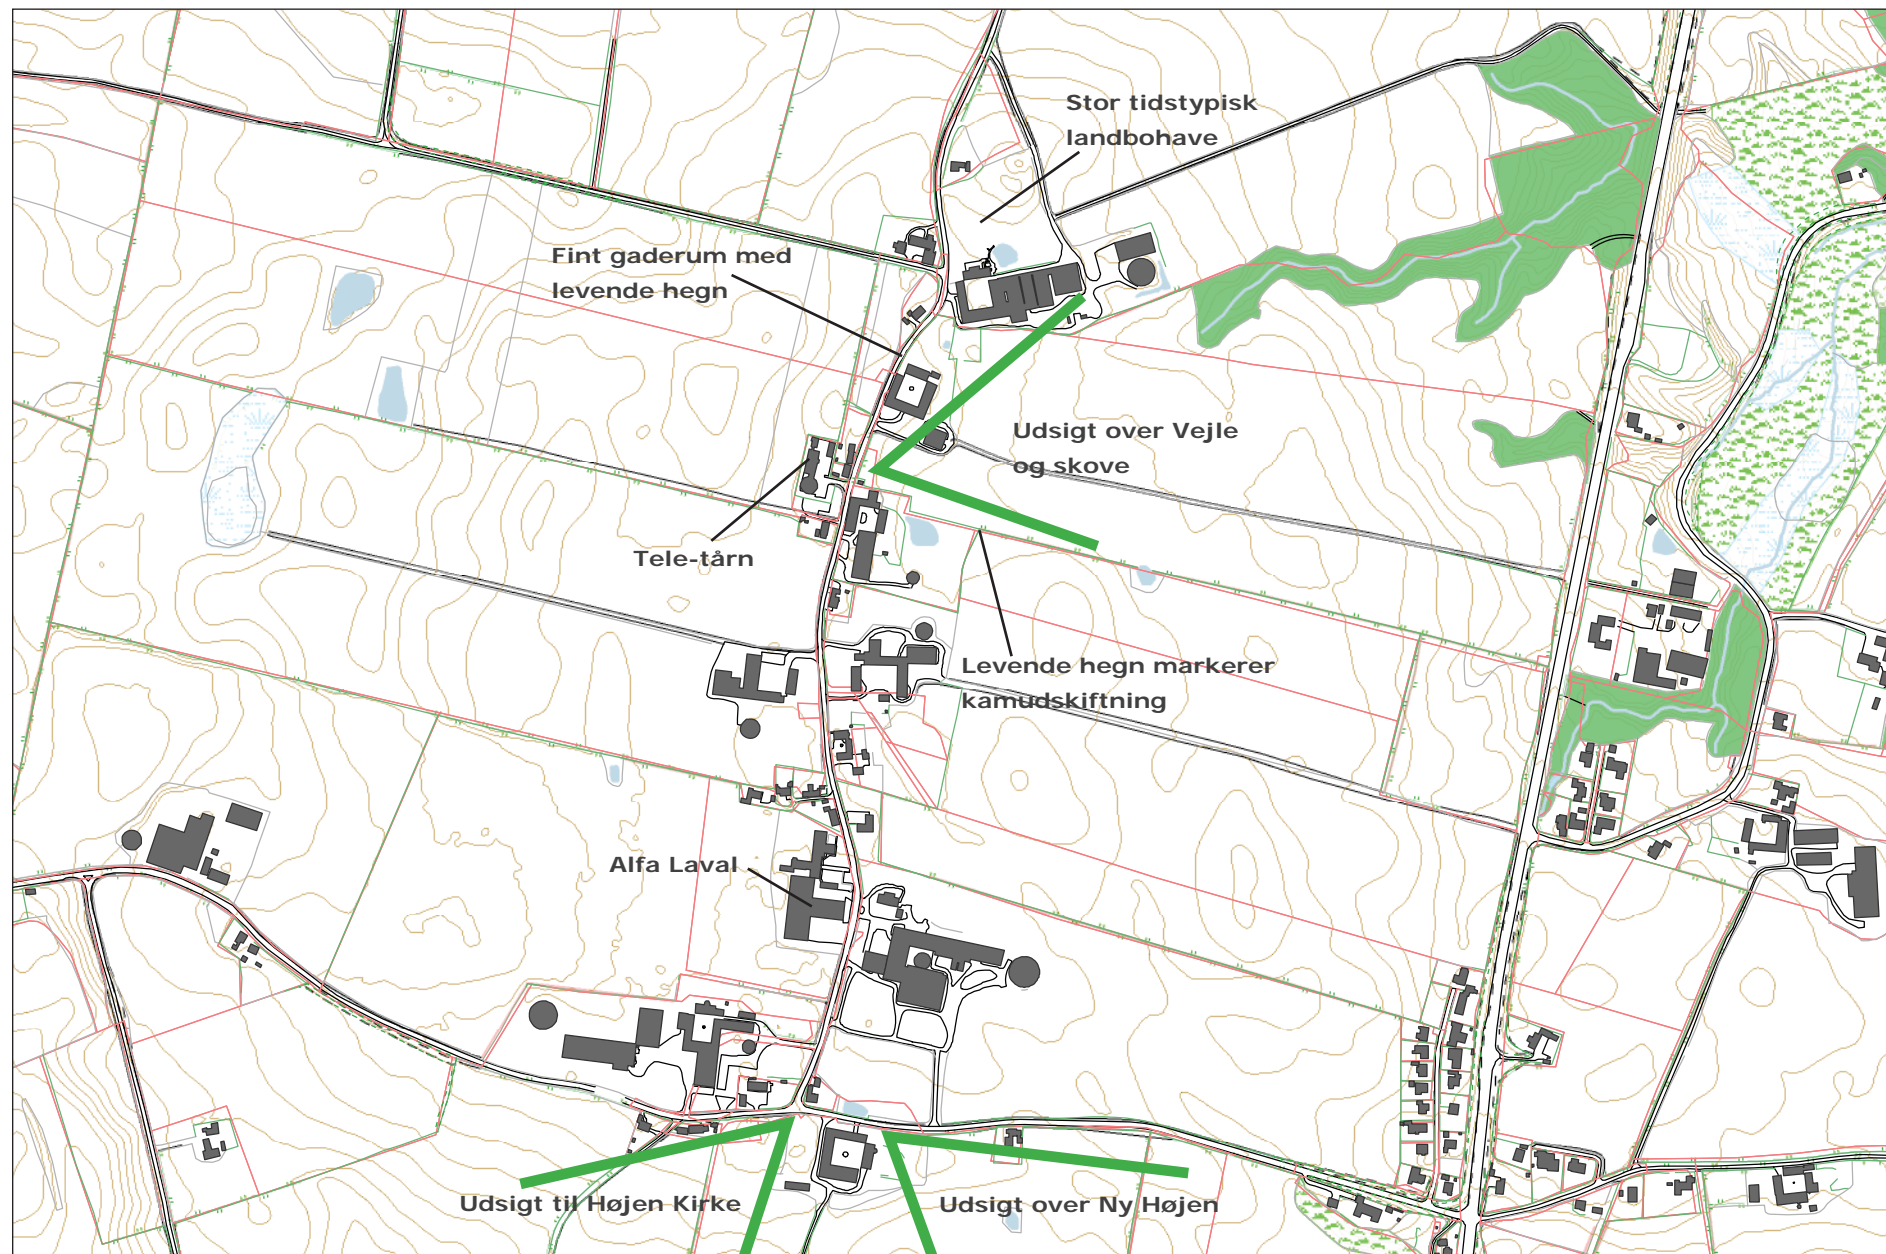 Stor tidstypisk
landbohave
Fint gaderum med
levende hegn
Udsigt over Vejle
og skove
Tele-tårn
Levende hegn markerer
kamudskiftning
Alfa Laval
Udsigt til Højen Kirke
Udsigt over Ny Højen